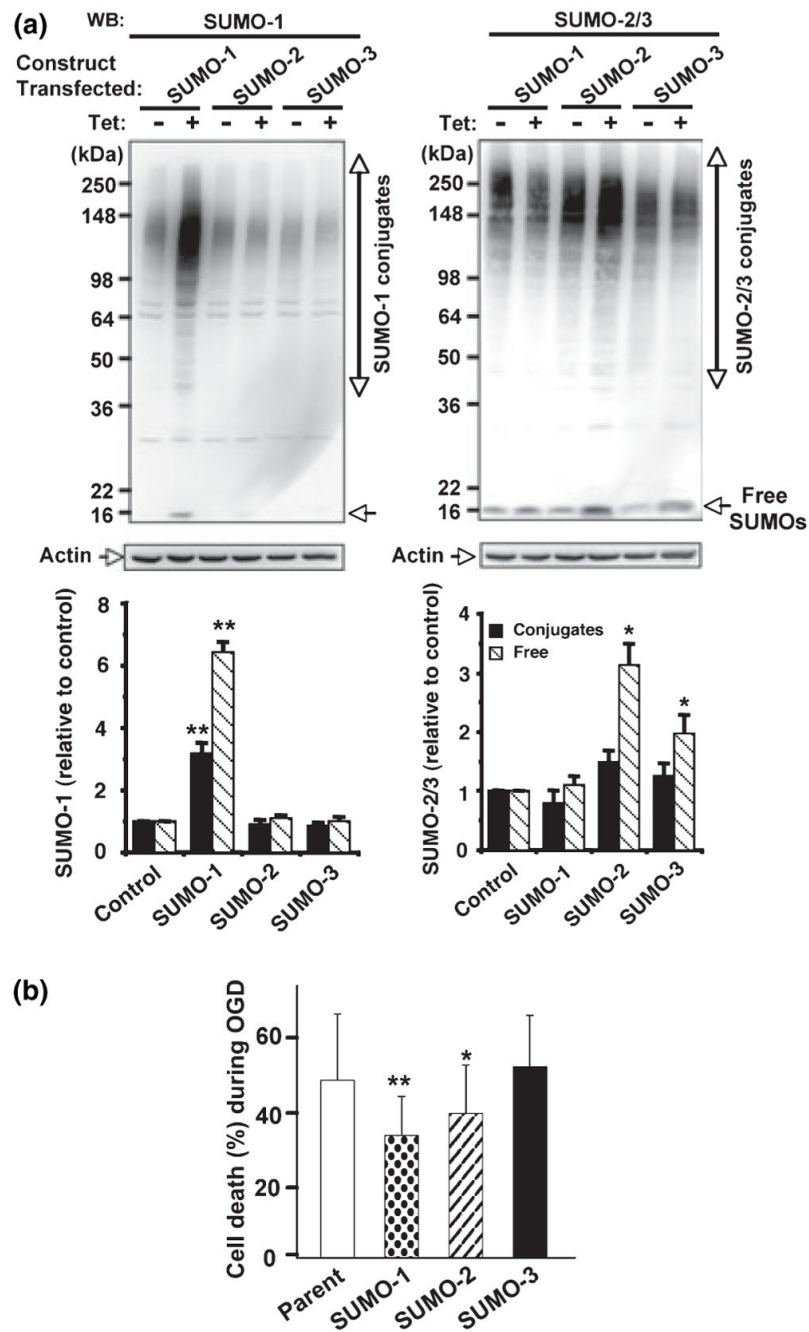 (a)
WB: SUMO-1
Construct
Transfected: SUMO-1 SUMO-2 SUMO-3
Tet: - + - + - +
(kDa)
250
148
98
64
50
36
22
16
SUMO-1 conjugates
Actin
SUMO-2/3
SUMO-1 SUMO-2 SUMO-3
Tet: - + - + - +
(kDa)
250
148
98
64
50
36
22
16
SUMO-2/3 conjugates
Free
SUMOs
Actin
SUMO-1 (relative to control)
8
6
4
2
0
**
**
Control SUMO-1 SUMO-2 SUMO-3
SUMO-2/3 (relative to control)
4
3
2
1
0
Conjugates
Free
*
*
Control SUMO-1 SUMO-2 SUMO-3
(b)
Cell death (%) during OGD
60
40
20
0
**
*
Parent SUMO-1 SUMO-2 SUMO-3